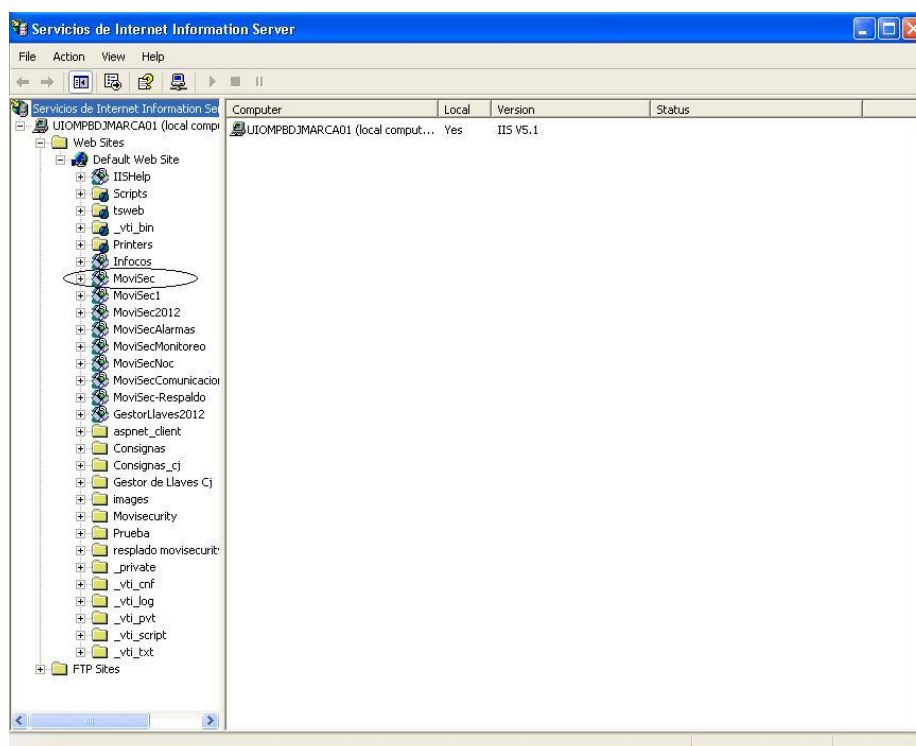 Servicios de Internet Information Server
File Action View Help
Servicios de Internet Information Ser
Computer Local Version Status
UIOMPBDJMARCA01 (local comp
UIOMPBDJMARCA01 (local comput... Yes IIS V5.1
Web Sites
Default Web Site
IISHelp
Scripts
tsweb
_vti_bin
Printers
Infocos
MoviSec
MoviSec1
MoviSec2012
MoviSecAlarmas
MoviSecMonitoreo
MoviSecNoc
MoviSecComunicacion
MoviSec-Respaldo
GestorLlaves2012
aspnet_client
Consignas
Consignas_cj
Gestor de Llaves Cj
images
Movisecurity
Prueba
resplado movisecurit
_private
_vti_cnf
_vti_log
_vti_pvt
_vti_script
_vti_txt
FTP Sites